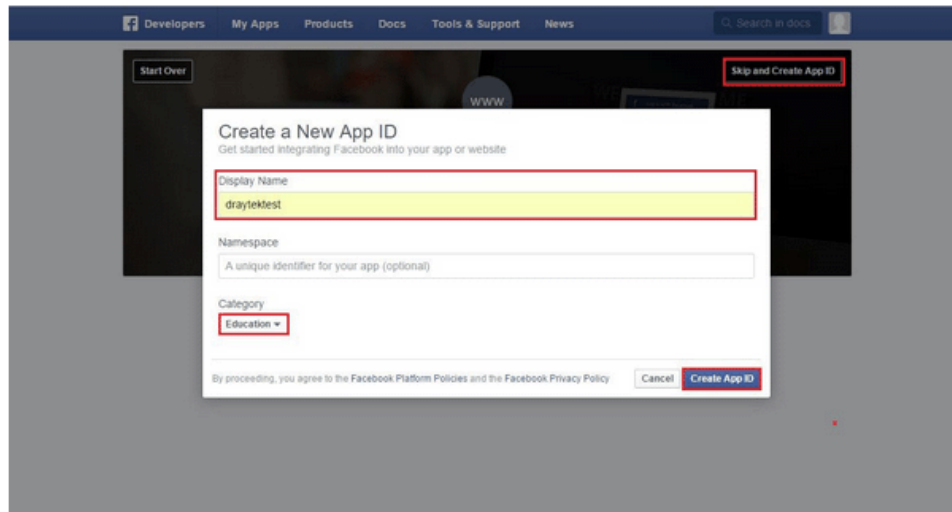 Developers My Apps Products Docs Tools & Support News Search in docs
Start Over Skip and Create App ID
www
Create a New App ID
Get started integrating Facebook into your app or website
Display Name
draytektest
Namespace
A unique identifier for your app (optional)
Category
Education
By proceeding, you agree to the Facebook Platform Policies and the Facebook Privacy Policy Cancel Create App ID